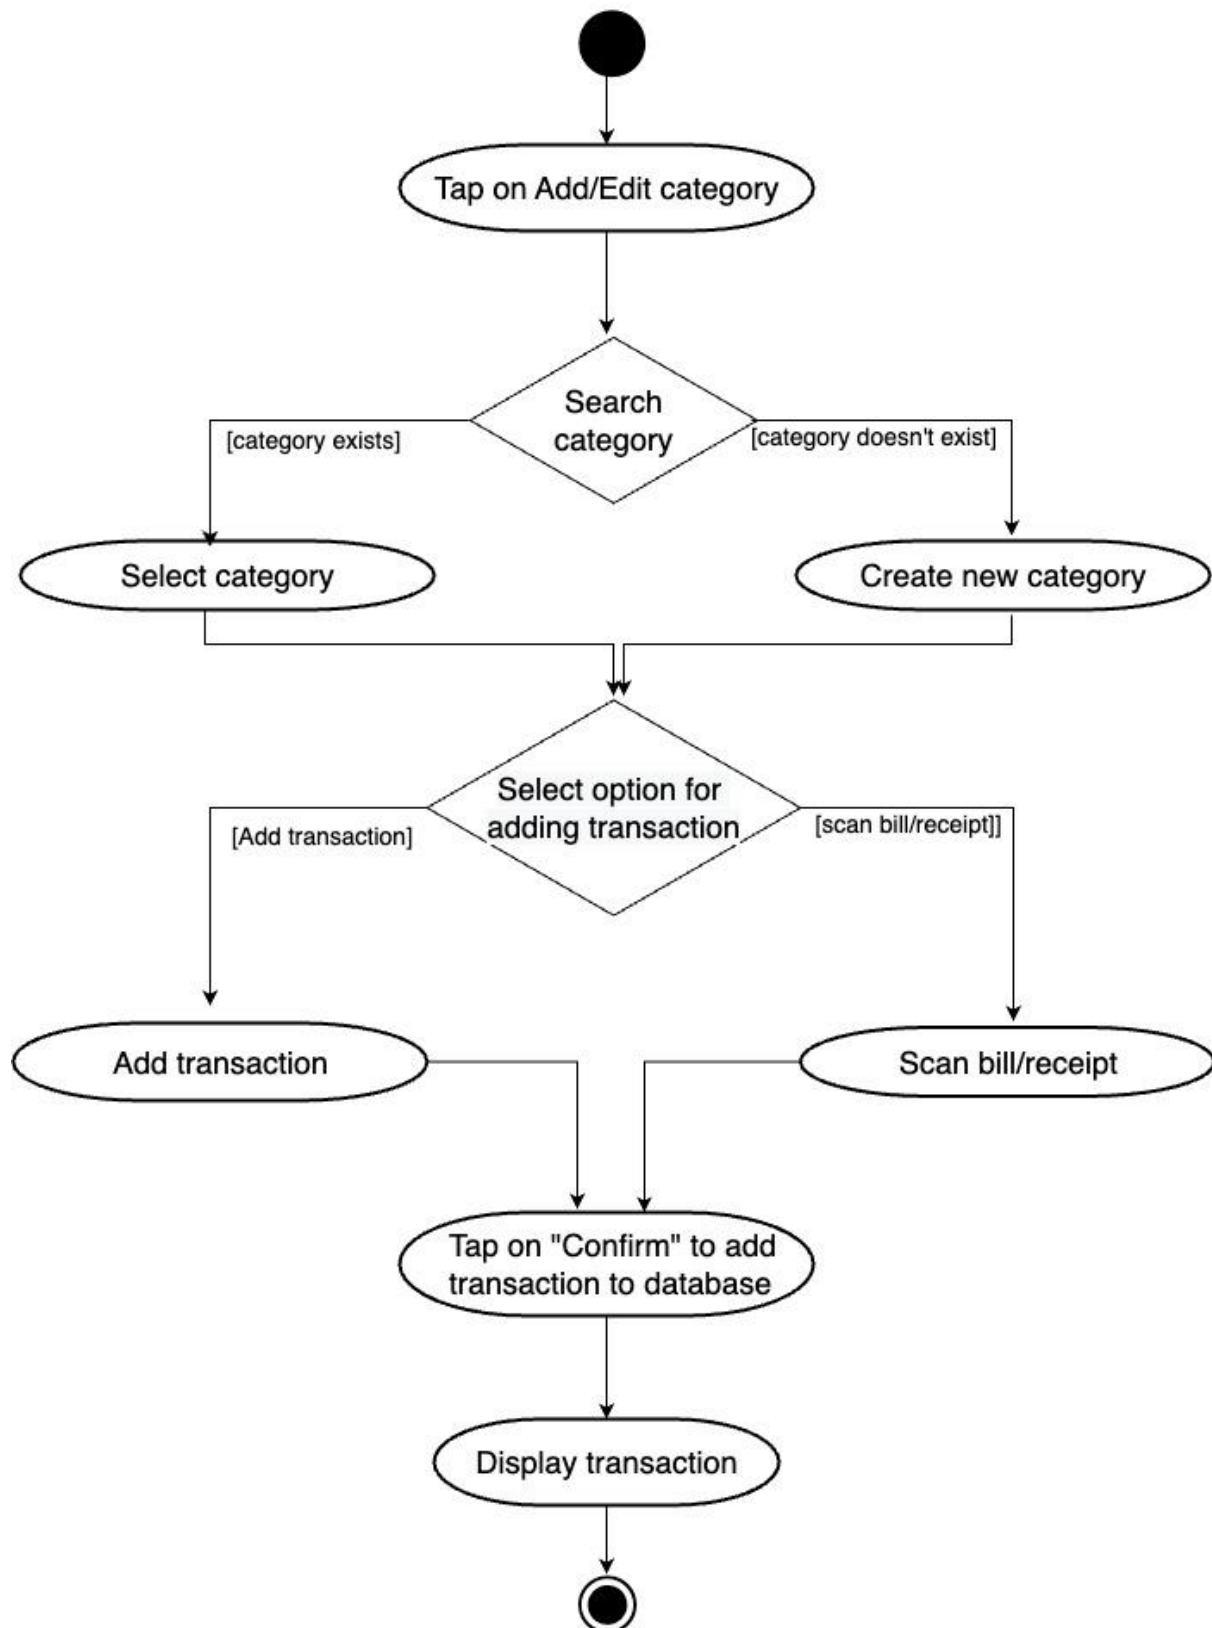 Tap on Add/Edit category
Search
category
[category exists]
[category doesn't exist]
Select category
Create new category
Select option for
adding transaction
[Add transaction]
[scan bill/receipt]]
Add transaction
Scan bill/receipt
Tap on "Confirm" to add
transaction to database
Display transaction